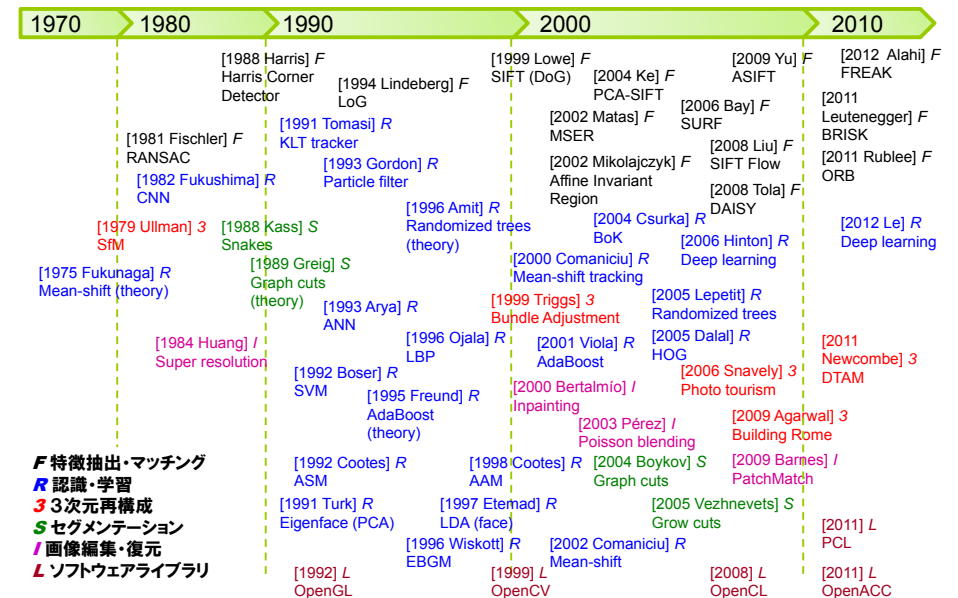 1970 1980 1990 2000 2010
[1988 Harris] F
Harris Corner
Detector
[1994 Lindeberg] F
LoG
[1999 Lowe] F
SIFT (DoG)
[2004 Ke] F
PCA-SIFT
[2009 Yu] F
ASIFT
[2012 Alahi] F
FREAK
[1981 Fischler] F
RANSAC
[1991 Tomasi] R
KLT tracker
[2002 Matas] F
MSER
[2006 Bay] F
SURF
[2011
Leutenegger] F
BRISK
[1982 Fukushima] R
CNN
[1993 Gordon] R
Particle filter
[2002 Mikolajczyk] F
Affine Invariant
Region
[2008 Liu] F
SIFT Flow
[2011 Rublee] F
ORB
[2008 Tola] F
DAISY
[1979 Ullman] 3
SfM
[1988 Kass] S
Snakes
[1996 Amit] R
Randomized trees
(theory)
[2004 Csurka] R
BoK
[2006 Hinton] R
Deep learning
[2012 Le] R
Deep learning
[1975 Fukunaga] R
Mean-shift (theory)
[1989 Greig] S
Graph cuts
(theory)
[2000 Comaniciu] R
Mean-shift tracking
[1993 Arya] R
ANN
[1999 Triggs] 3
Bundle Adjustment
[2005 Lepetit] R
Randomized trees
[1984 Huang] I
Super resolution
[1996 Ojala] R
LBP
[2001 Viola] R
AdaBoost
[2005 Dalal] R
HOG
[2011
Newcombe] 3
DTAM
[1992 Boser] R
SVM
[1995 Freund] R
AdaBoost
(theory)
[2000 Bertalmío] I
Inpainting
[2006 Snavely] 3
Photo tourism
[2003 Pérez] I
Poisson blending
[2009 Agarwal] 3
Building Rome
[1992 Cootes] R
ASM
[1998 Cootes] R
AAM
[2004 Boykov] S
Graph cuts
[2009 Barnes] I
PatchMatch
[1991 Turk] R
Eigenface (PCA)
[1997 Etemad] R
LDA (face)
[2005 Vezhnevets] S
Grow cuts
[2011] L
PCL
[1996 Wiskott] R
EBGM
[2002 Comaniciu] R
Mean-shift
[1992] L
OpenGL
[1999] L
OpenCV
[2008] L
OpenCL
[2011] L
OpenACC
F 特徴抽出・マッチング
R 認識・学習
3 3次元再構成
S セグメンテーション
I 画像編集・復元
L ソフトウェアライブラリ